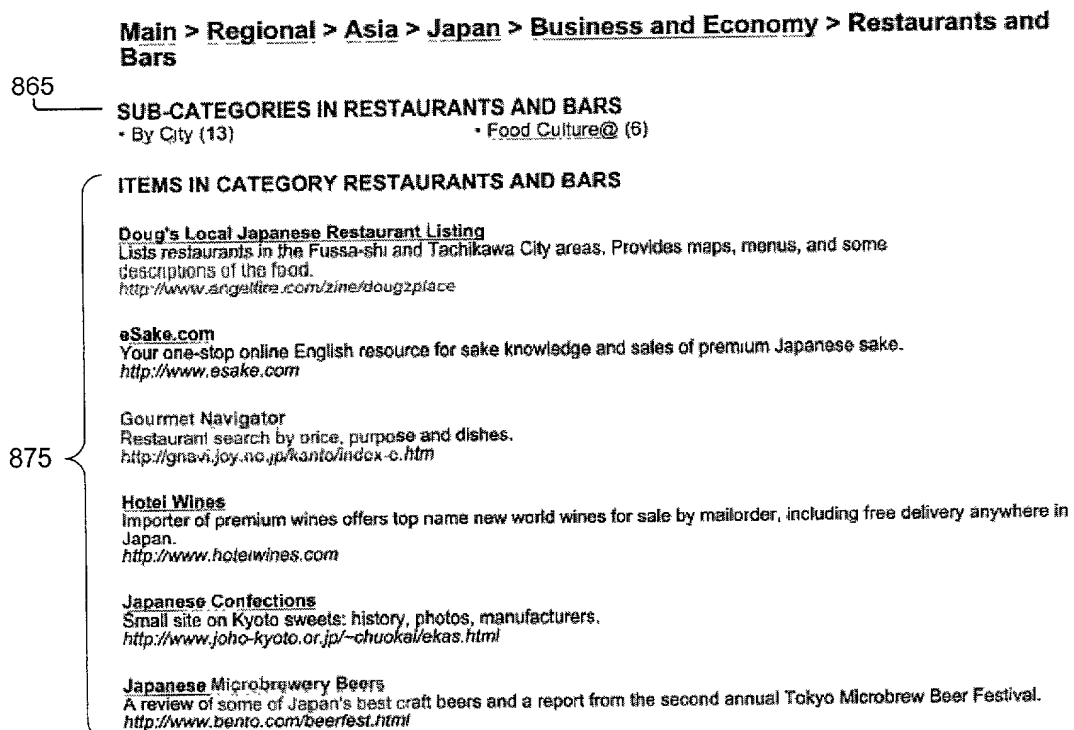 Main > Regional > Asia > Japan > Business and Economy > Restaurants and
Bars
865
SUB-CATEGORIES IN RESTAURANTS AND BARS
• By City (13) • Food Culture@ (6)
ITEMS IN CATEGORY RESTAURANTS AND BARS
Doug's Local Japanese Restaurant Listing
Lists restaurants in the Fussa-shi and Tachikawa City areas. Provides maps, menus, and some
descriptions of the food.
http://www.angelfire.com/zine/dougzplace
eSake.com
Your one-stop online English resource for sake knowledge and sales of premium Japanese sake.
http://www.esake.com
Gourmet Navigator
Restaurant search by price, purpose and dishes.
http://gnavi.joy.ne.jp/kanto/index-e.htm
875
Hotei Wines
Importer of premium wines offers top name new world wines for sale by mailorder, including free delivery anywhere in
Japan.
http://www.hoteiwines.com
Japanese Confections
Small site on Kyoto sweets: history, photos, manufacturers.
http://www.joho-kyoto.or.jp/~chuokai/ekas.html
Japanese Microbrewery Beers
A review of some of Japan's best craft beers and a report from the second annual Tokyo Microbrew Beer Festival.
http://www.bento.com/beerfest.html